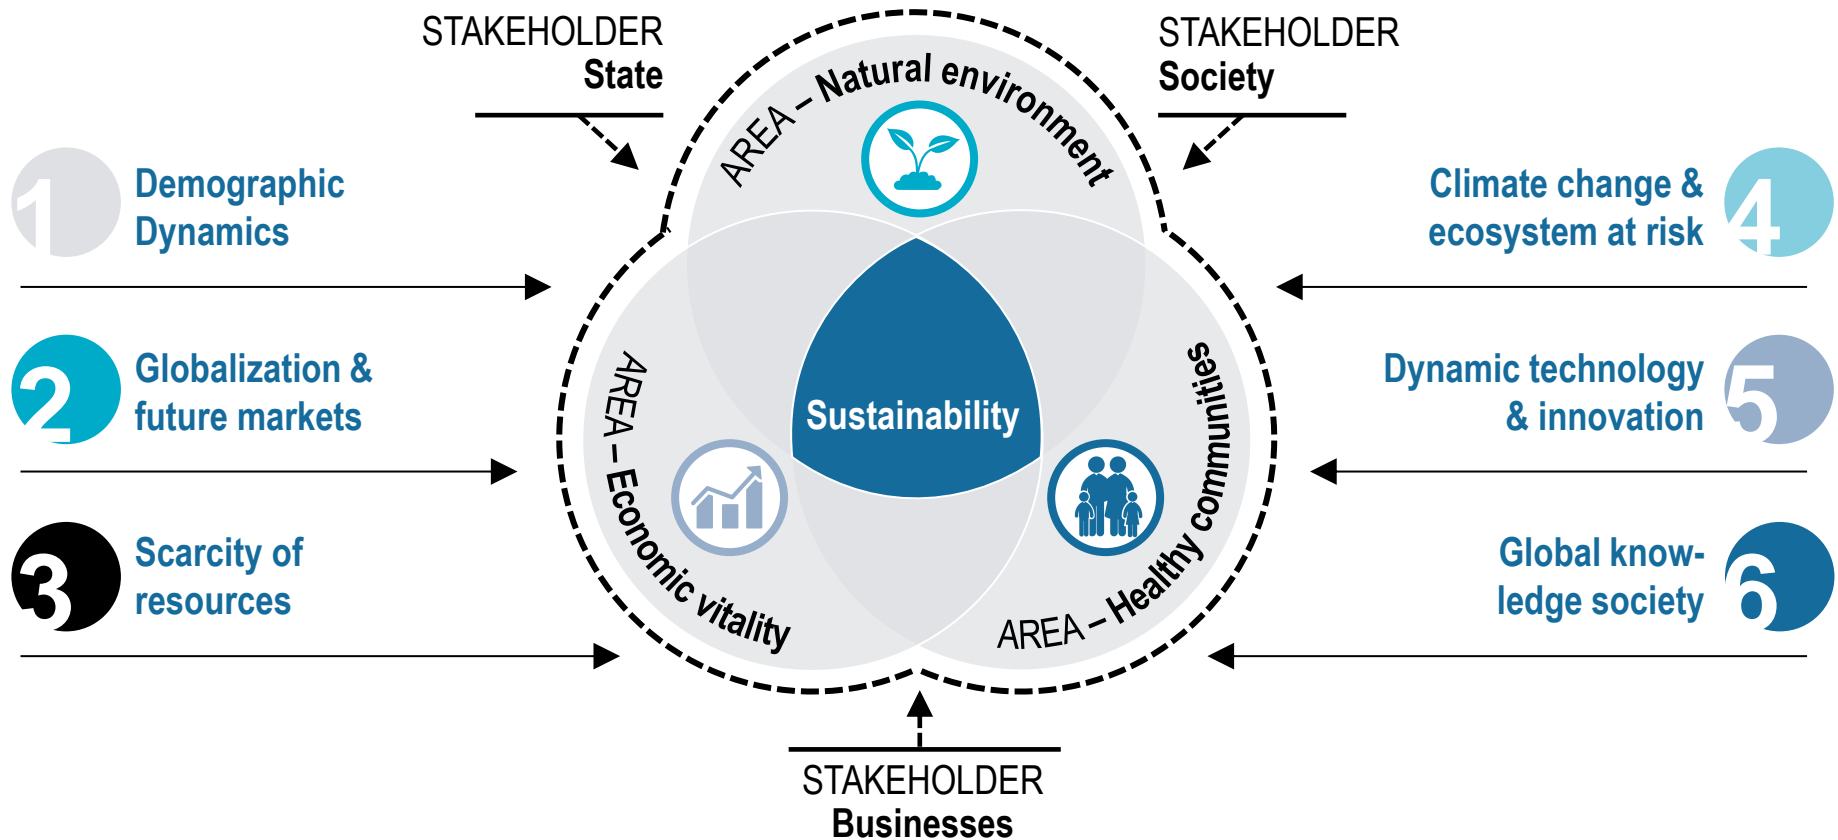 STAKEHOLDER
State
STAKEHOLDER
Society
AREA – Natural environment
1
Demographic
Dynamics
2
Globalization &
future markets
3
Scarcity of
resources
AREA – Economic vitality
Sustainability
AREA – Healthy communities
Climate change &
ecosystem at risk
4
Dynamic technology
& innovation
5
Global know-
ledge society
6
STAKEHOLDER
Businesses